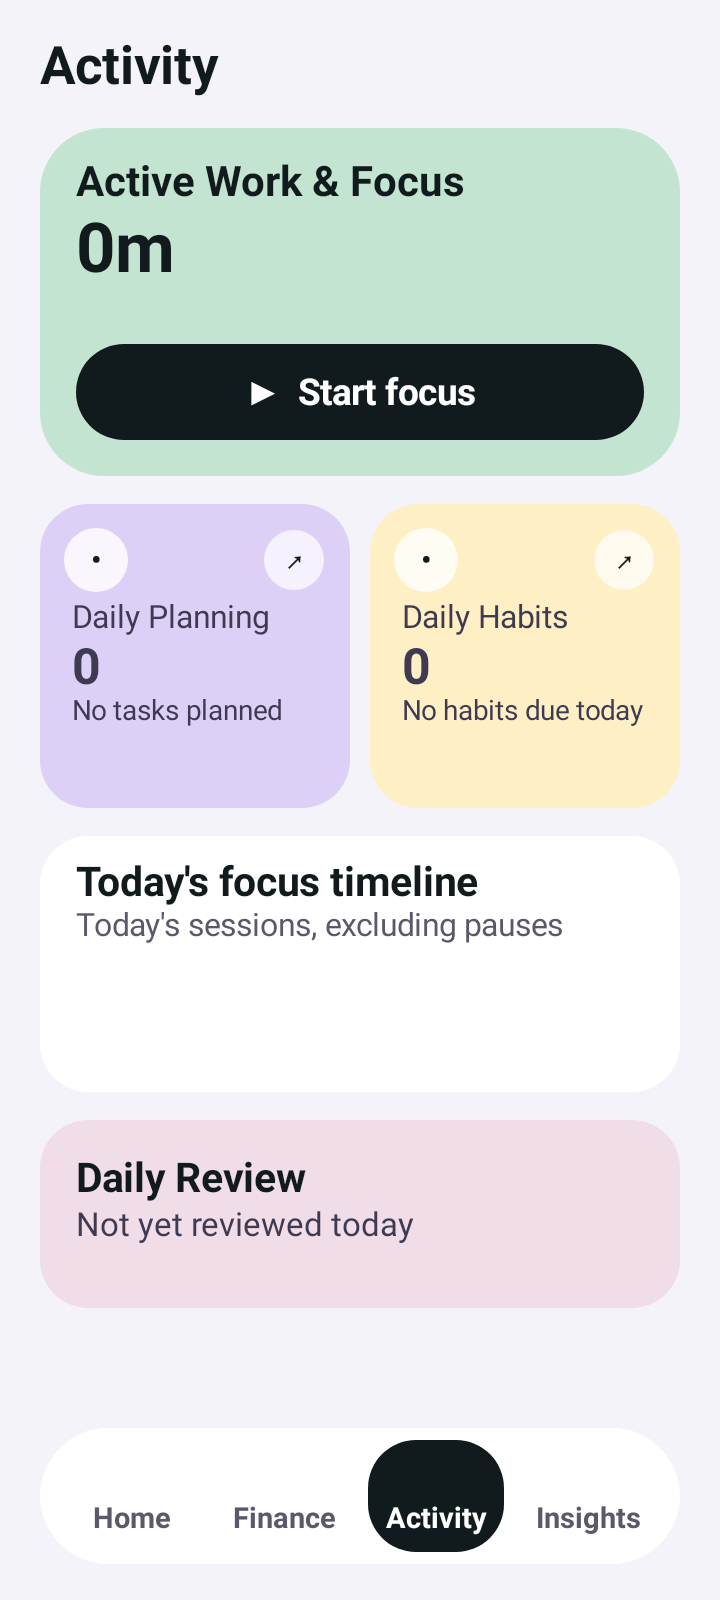 Activity
Active Work & Focus
0m
Start focus
Daily Planning
0
No tasks planned
Daily Habits
0
No habits due today
Today's focus timeline
Today's sessions, excluding pauses
Daily Review
Not yet reviewed today
Home Finance Activity Insights